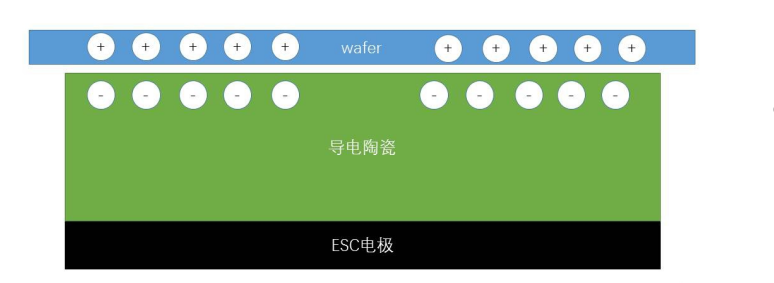 + + + + + wafer + + + + +
- - - - - - - - - -
导电陶瓷
ESC电极